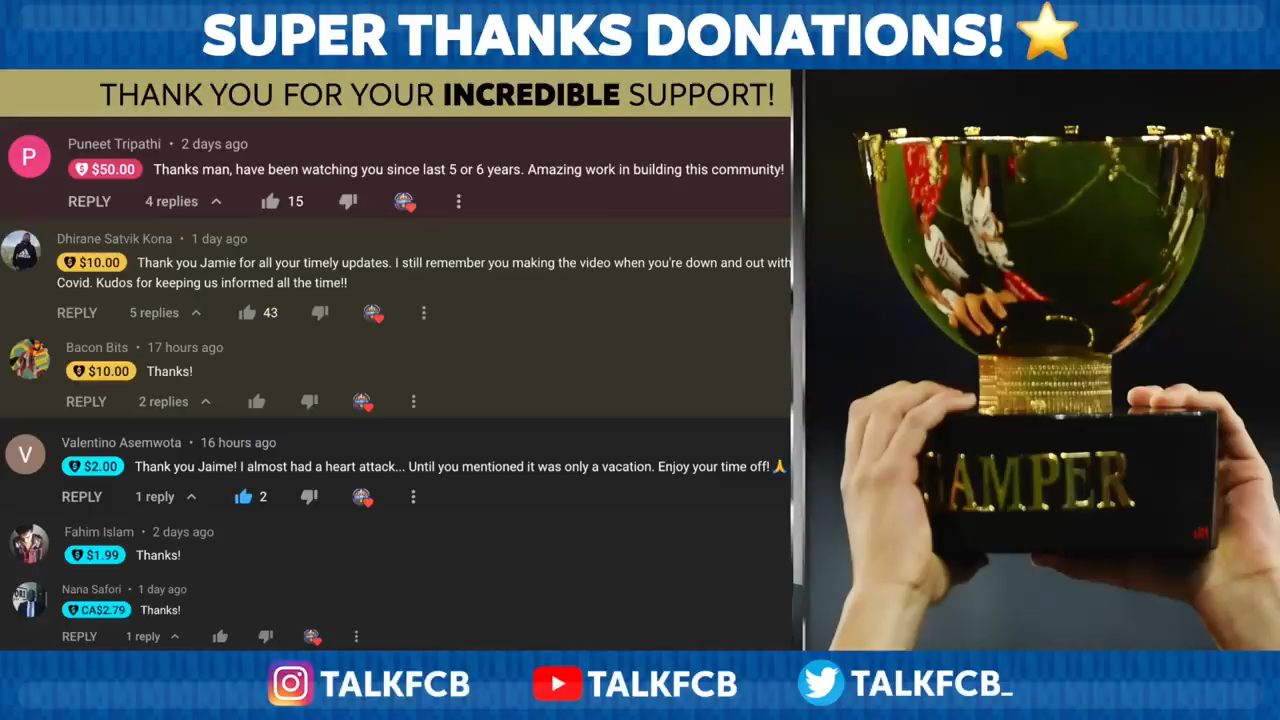 SUPER THANKS DONATIONS!
THANK YOU FOR YOUR INCREDIBLE SUPPORT!
P
Puneet Tripathi • 2 days ago
$50.00 Thanks man, have been watching you since last 5 or 6 years. Amazing work in building this community!
REPLY 4 replies 15
Dhirane Satvik Kona • 1 day ago
$10.00 Thank you Jamie for all your timely updates. I still remember you making the video when you're down and out with
Covid. Kudos for keeping us informed all the time!!
REPLY 5 replies 43
Bacon Bits • 17 hours ago
$10.00 Thanks!
REPLY 2 replies
V
Valentino Asemwota • 16 hours ago
$2.00 Thank you Jaime! I almost had a heart attack... Until you mentioned it was only a vacation. Enjoy your time off! 🙏
REPLY 1 reply 2
Fahim Islam • 2 days ago
$1.99 Thanks!
Nana Safori • 1 day ago
CA$2.79 Thanks!
REPLY 1 reply
GAMPER
TALKFCB TALKFCB TALKFCB_